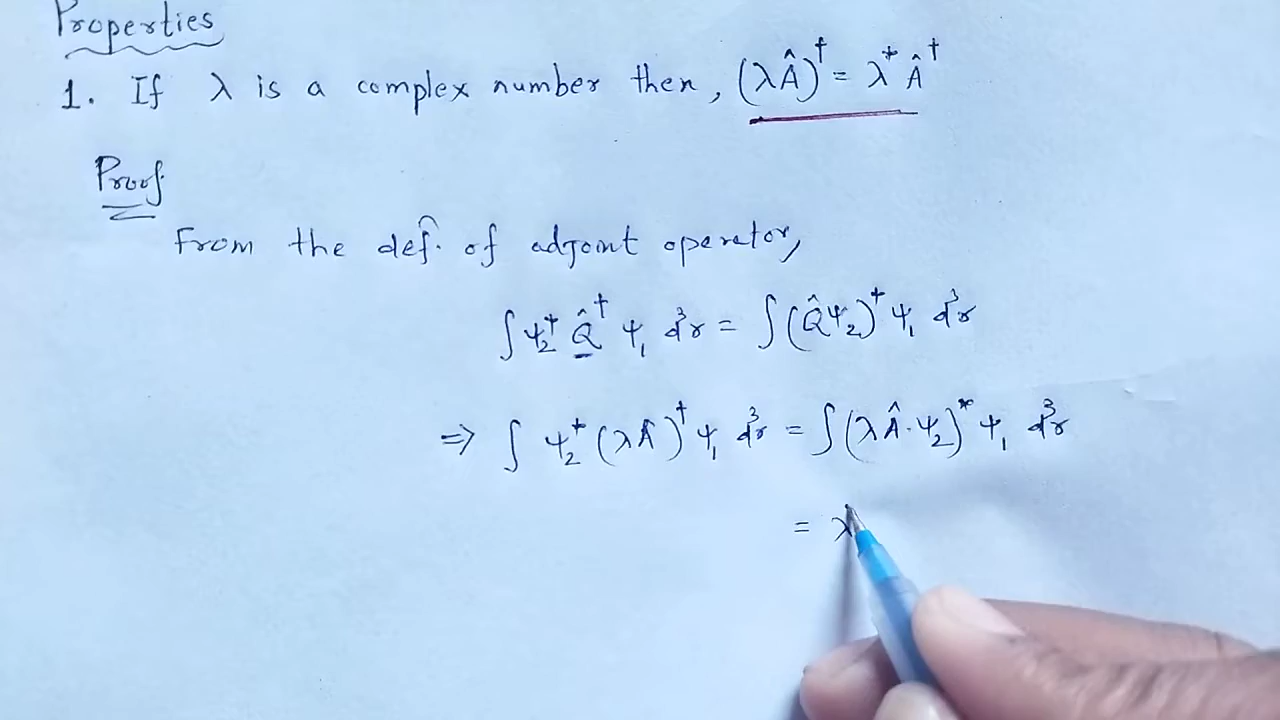 Properties
1. If λ is a complex number then, (λÂ)† = λ* Â†
Proof
From the def̂. of adjoint operator,
∫ψ₂* Q̂† ψ₁ d³r = ∫(Q̂ψ₂)* ψ₁ d³r
⇒ ∫ ψ₂* (λÂ)† ψ₁ d³r = ∫(λÂ·ψ₂)* ψ₁ d³r
= λ